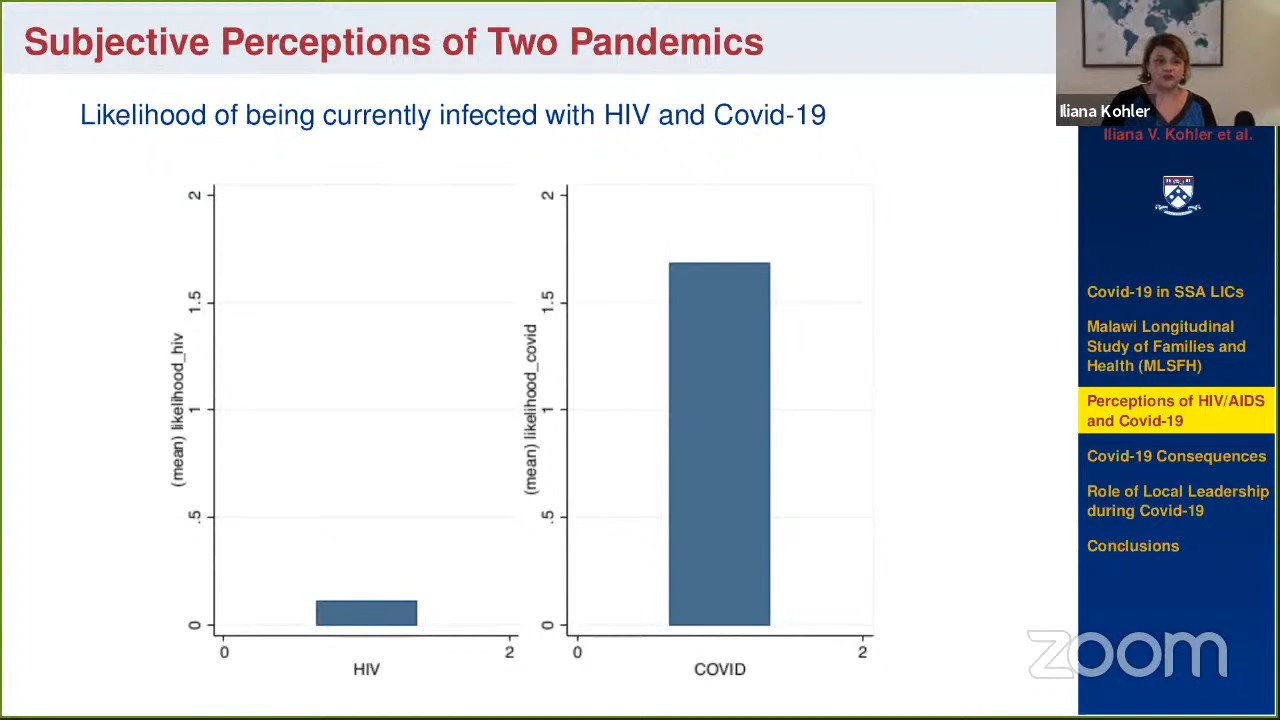 Subjective Perceptions of Two Pandemics
Likelihood of being currently infected with HIV and Covid-19
(mean) likelihood_hiv
2
1.5
1
.5
0
0
2
HIV
(mean) likelihood_covid
2
1.5
1
.5
0
0
2
COVID
Iliana Kohler
Iliana V. Kohler et al.
Covid-19 in SSA LICs
Malawi Longitudinal
Study of Families and
Health (MLSFH)
Perceptions of HIV/AIDS
and Covid-19
Covid-19 Consequences
Role of Local Leadership
during Covid-19
Conclusions
zoom